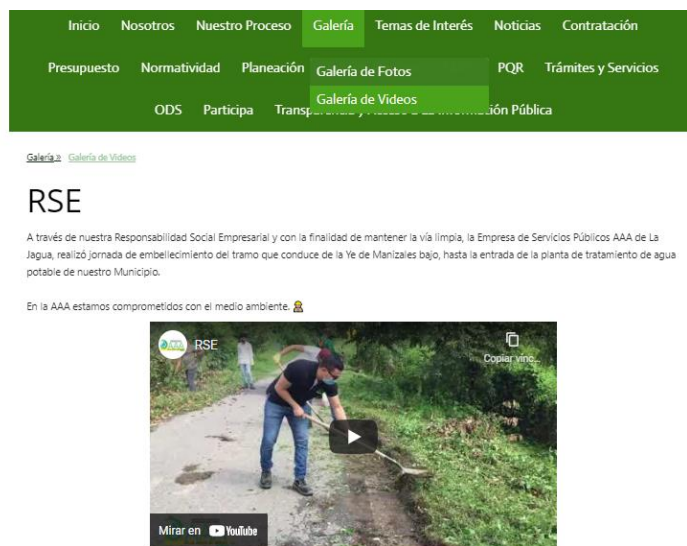 Inicio Nosotros Nuestro Proceso Galería Temas de Interés Noticias Contratación
Presupuesto Normatividad Planeación Galería de Fotos PQR Trámites y Servicios
Galería de Videos
ODS Participa Transparencia y Acceso a La Información Pública
Galería » Galería de Videos
RSE
A través de nuestra Responsabilidad Social Empresarial y con la finalidad de mantener la vía limpia, la Empresa de Servicios Públicos AAA de La
Jagua, realizó jornada de embellecimiento del tramo que conduce de la Ye de Manizales bajo, hasta la entrada de la planta de tratamiento de agua
potable de nuestro Municipio.
En la AAA estamos comprometidos con el medio ambiente.
RSE
Copiar vínc...
Mirar en YouTube